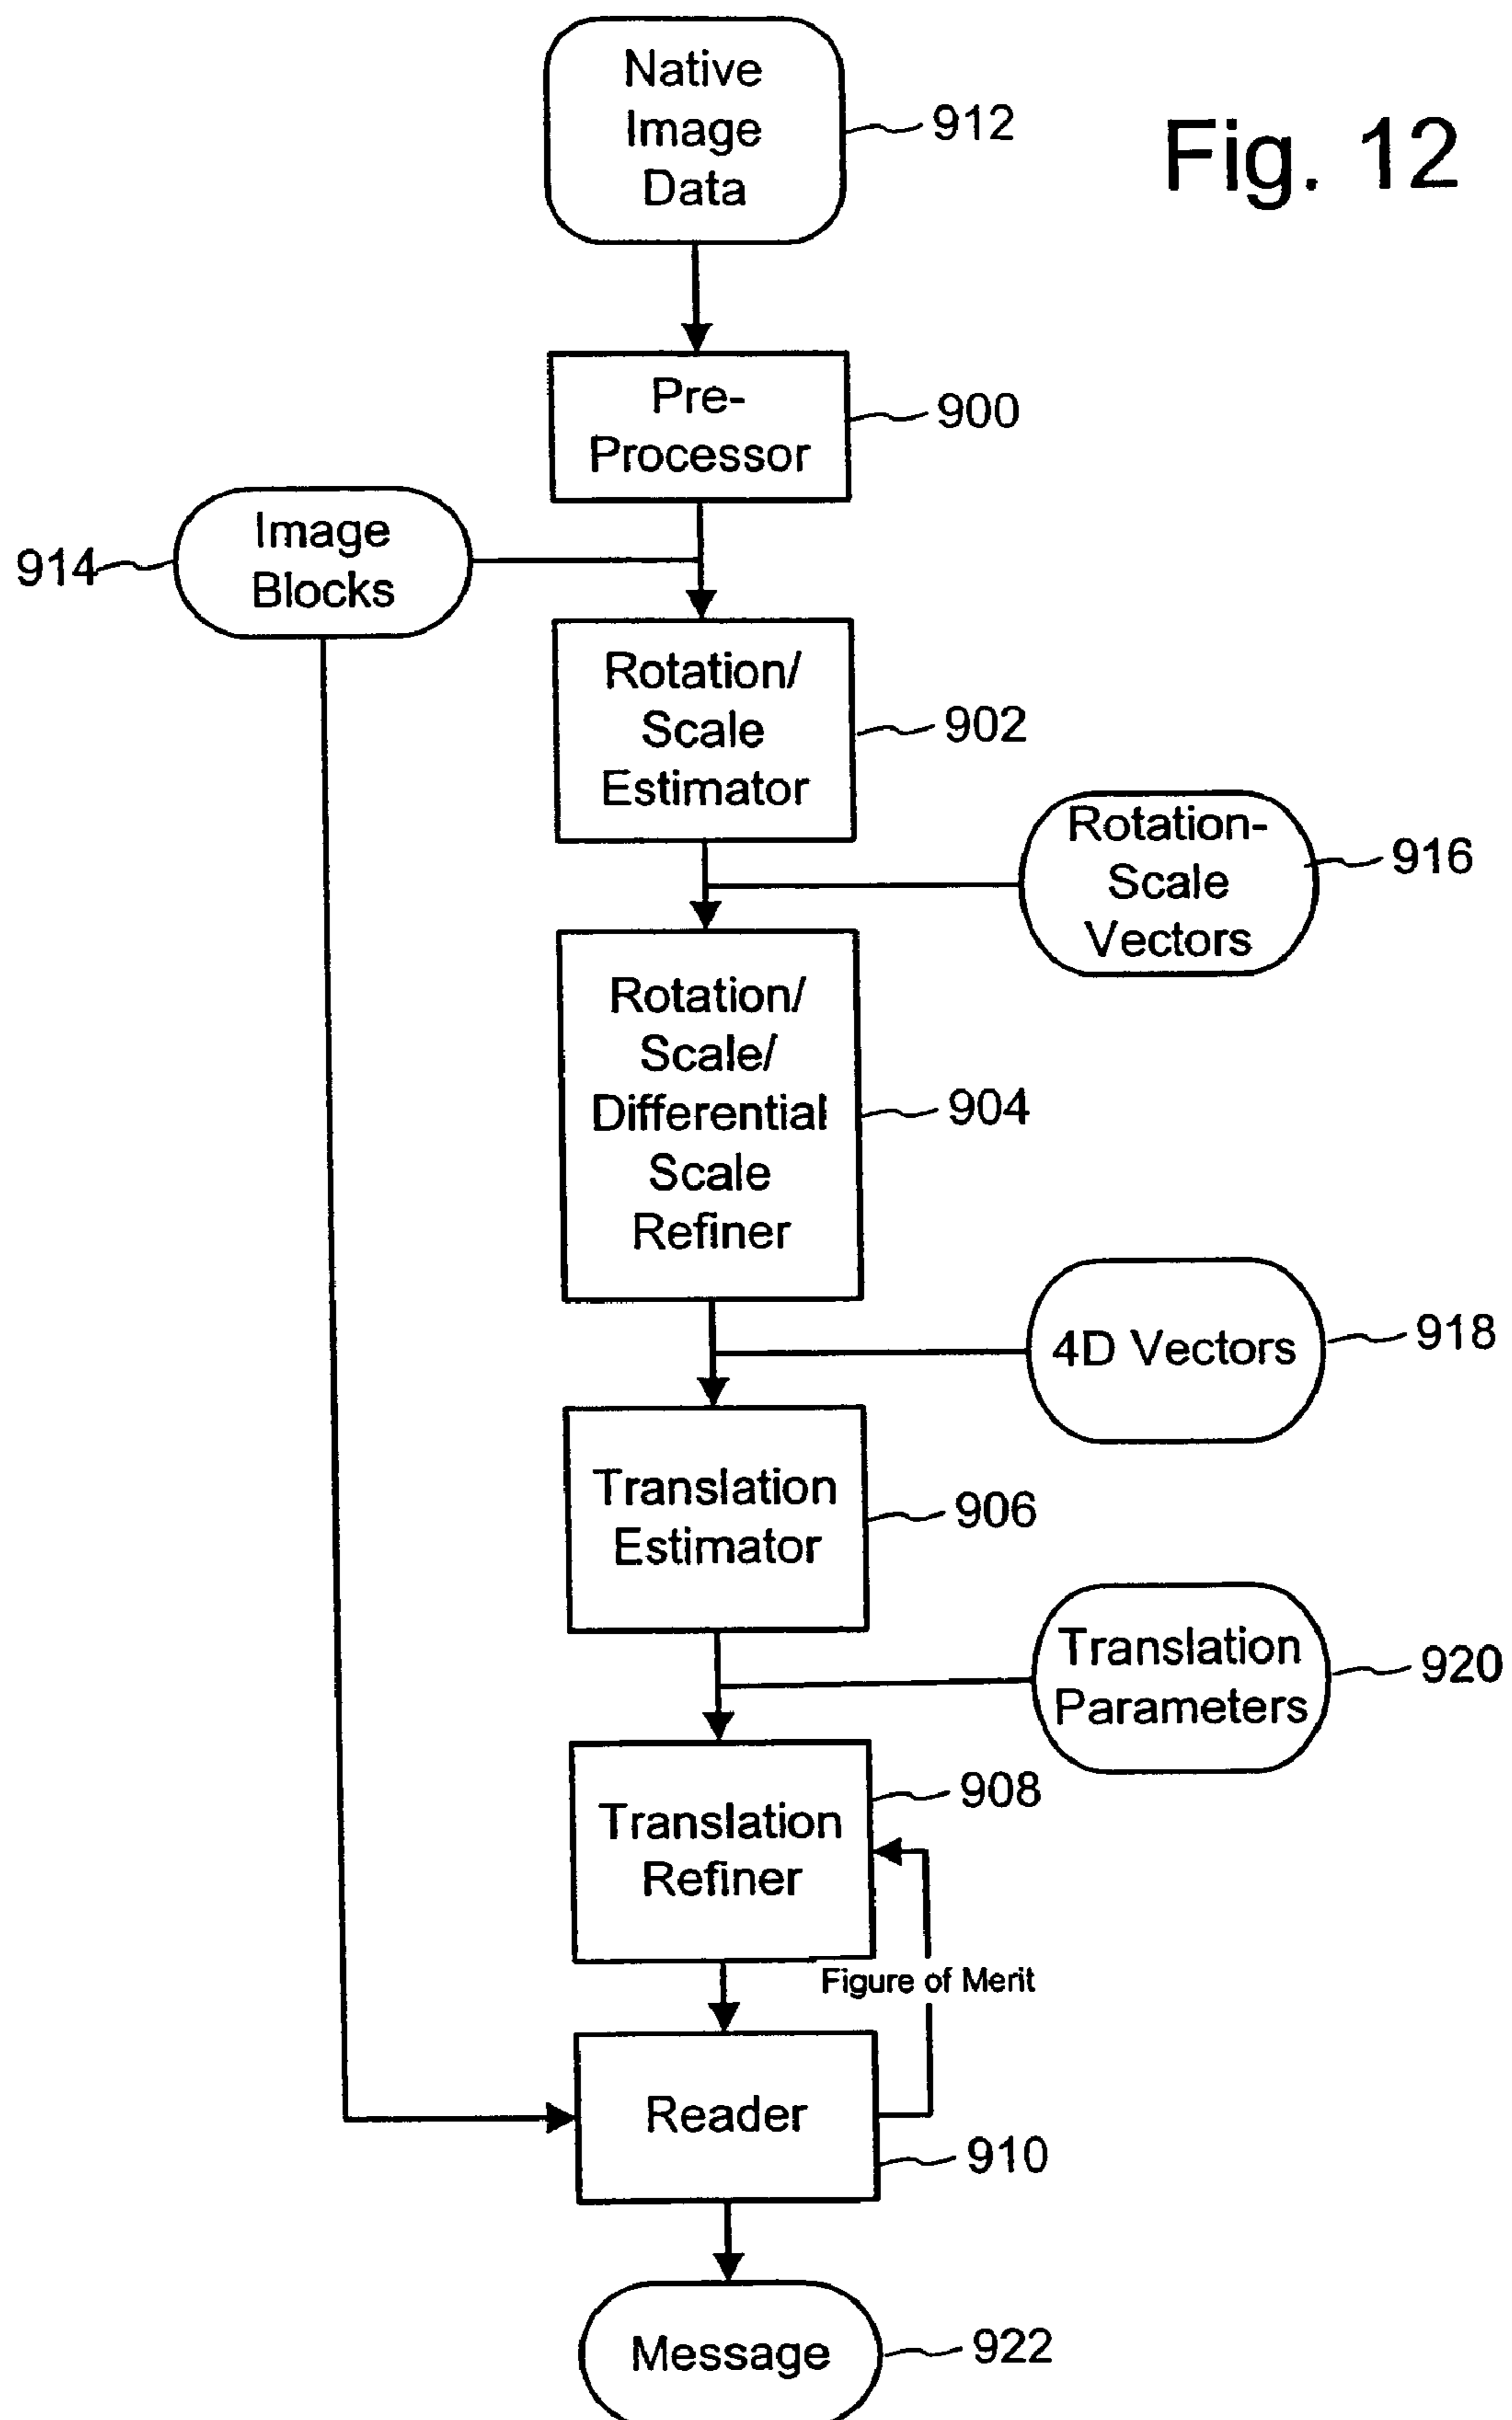 Native
Image
Data
912
Fig. 12
Pre-
Processor
900
Image
Blocks
914
Rotation/
Scale
Estimator
902
Rotation-
Scale
Vectors
916
Rotation/
Scale/
Differential
Scale
Refiner
904
4D Vectors
918
Translation
Estimator
906
Translation
Parameters
920
Translation
Refiner
908
Figure of Merit
Reader
910
Message
922